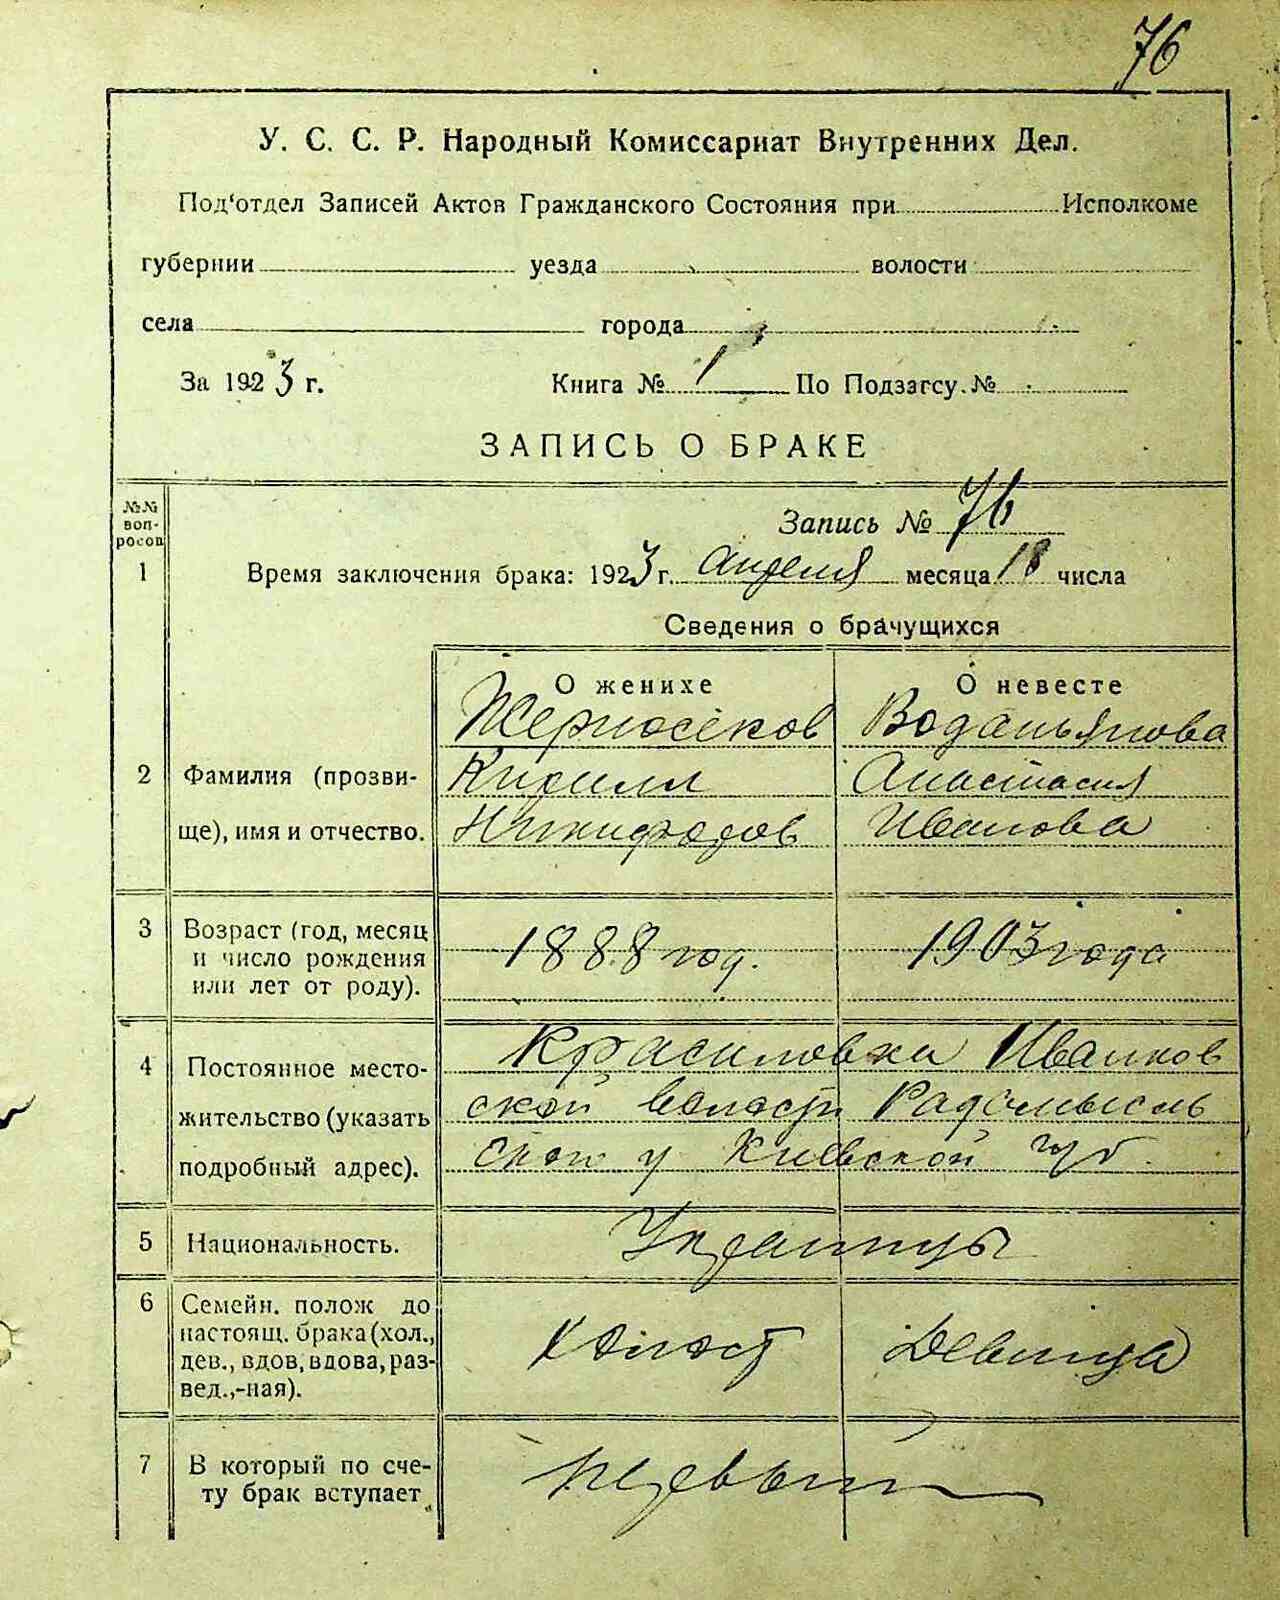 76
У. С. С. Р. Народный Комиссариат Внутренних Дел.
Под‘отдел Записей Актов Гражданского Состояния при Исполкоме
губернии уезда волости
села города
За 1923 г. Книга № 1 По Подзагсу №
ЗАПИСЬ О БРАКЕ
№№ вопросов
Запись № 76
1 Время заключения брака: 1923 г. апреля месяца 18 числа
Сведения о брачущихся
О женихе О невесте
Жерносеков Водатьянова
2 Фамилия (прозви- Кирилл Анастасия
ще), имя и отчество. Никифоров Иванова
3 Возраст (год, месяц
и число рождения 1888 год. 1903 года
или лет от роду).
4 Постоянное место- Красиловка Иванков
жительство (указать ской волости Радомысль
подробный адрес). ской у Киевской губ.
5 Национальность. Украинцы
6 Семейн. полож до
настоящ. брака (хол., холост Девица
дев., вдов, вдова, раз-
вед.,-ная).
7 В который по сче- первый
ту брак вступает